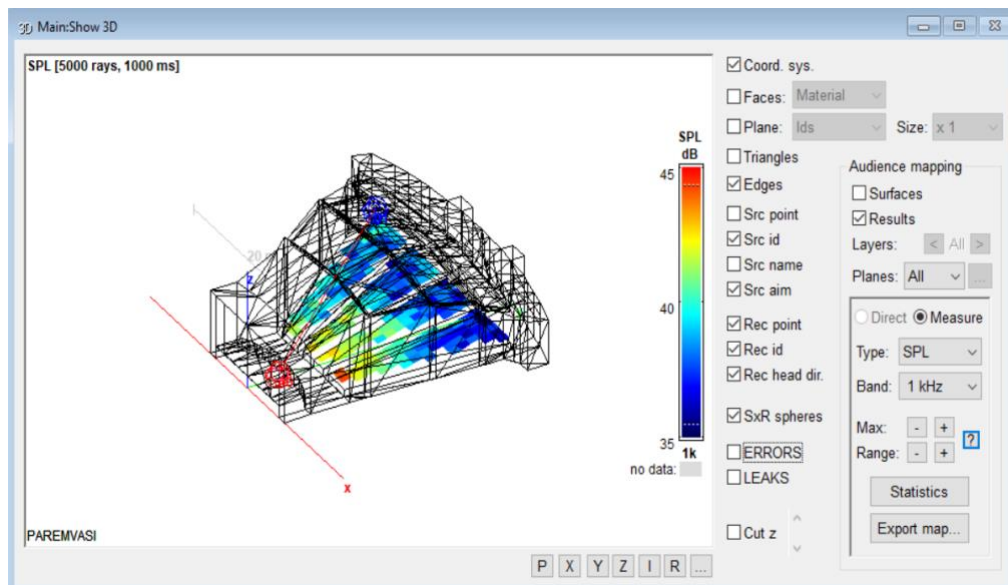 3D Main:Show 3D
SPL [5000 rays, 1000 ms]
SPL
dB
45
40
35
1k
no data:
20
z
x
PAREMVASI
P X Y Z I R ...
Coord. sys.
Faces: Material
Plane: Ids Size: x 1
Triangles
Edges
Src point
Src id
Src name
Src aim
Rec point
Rec id
Rec head dir.
SxR spheres
ERRORS
LEAKS
Cut z
Audience mapping
Surfaces
Results
Layers: < All >
Planes: All ...
Direct Measure
Type: SPL
Band: 1 kHz
Max: - +
Range: - +
?
Statistics
Export map...